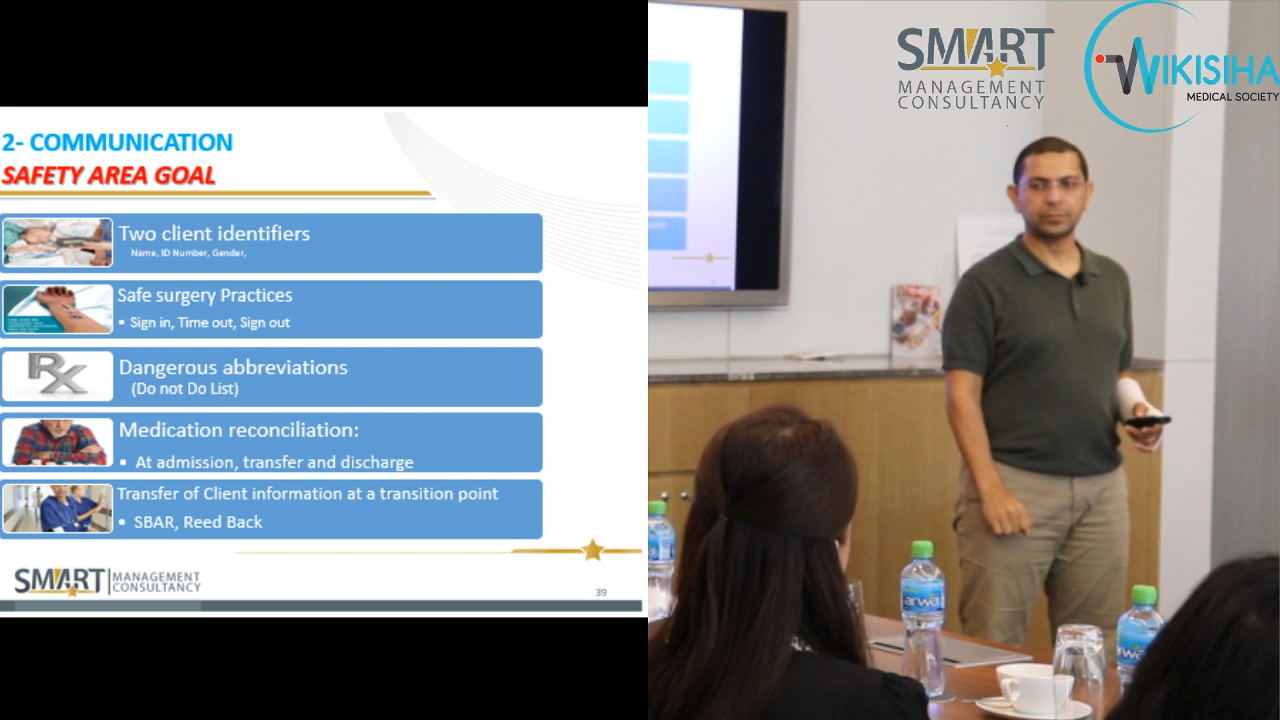 2- COMMUNICATION
SAFETY AREA GOAL
Two client identifiers
Name, ID Number, Gender,
Safe surgery Practices
• Sign in, Time out, Sign out
Dangerous abbreviations
(Do not Do List)
Medication reconciliation:
• At admission, transfer and discharge
Transfer of Client information at a transition point
• SBAR, Reed Back
SMART MANAGEMENT
CONSULTANCY
39
SMART
MANAGEMENT
CONSULTANCY
WIKISIHA
MEDICAL SOCIETY
arwa
arwa